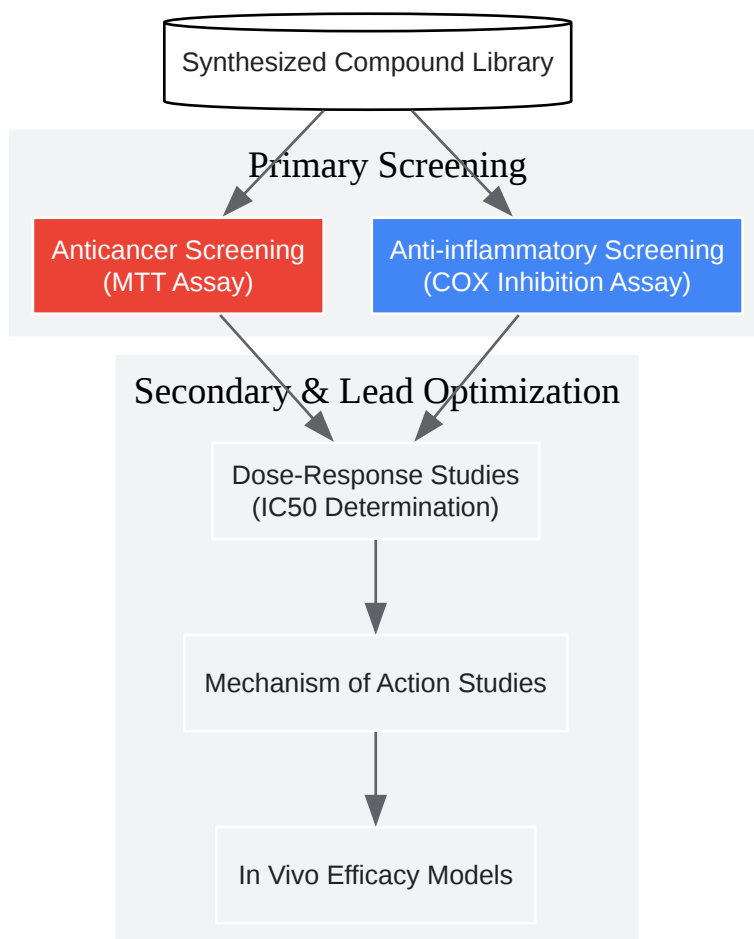 Synthesized Compound Library
Primary Screening
Anticancer Screening
(MTT Assay)
Anti-inflammatory Screening
(COX Inhibition Assay)
Secondary & Lead Optimization
Dose-Response Studies
(IC50 Determination)
Mechanism of Action Studies
In Vivo Efficacy Models